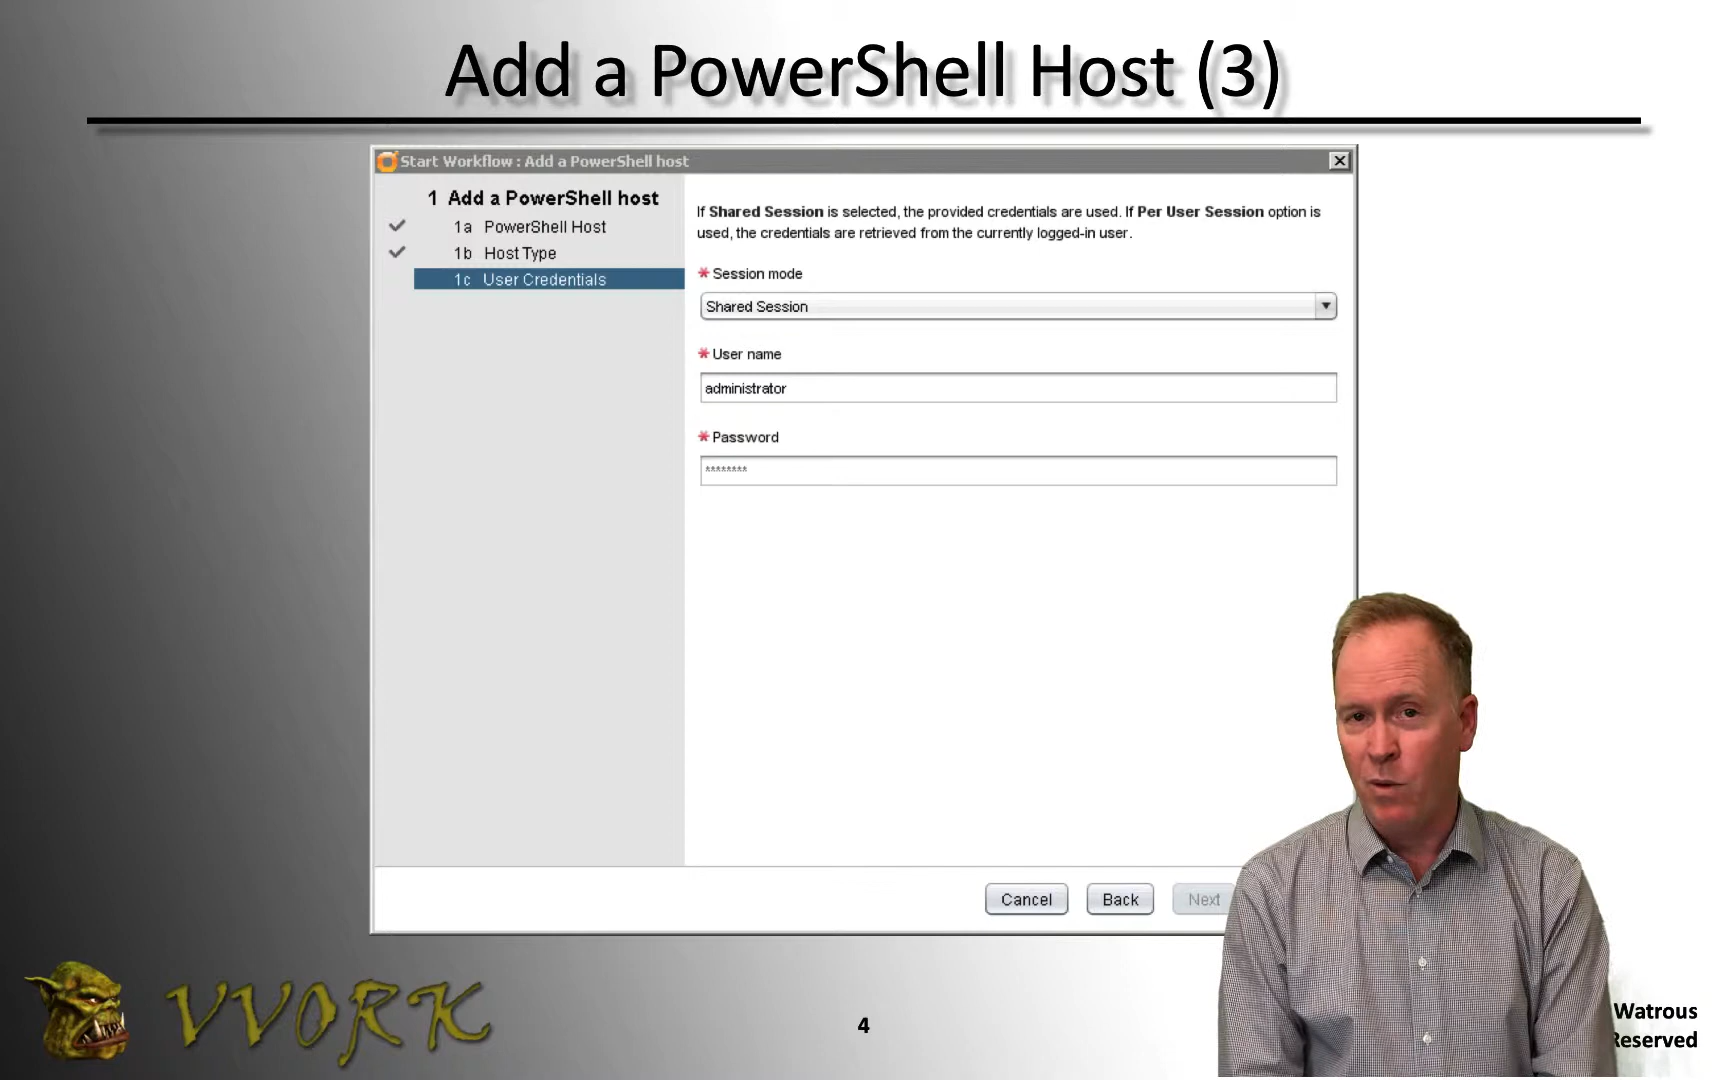 Add a PowerShell Host (3)
Start Workflow : Add a PowerShell host
1 Add a PowerShell host
1a PowerShell Host
1b Host Type
1c User Credentials
If Shared Session is selected, the provided credentials are used. If Per User Session option is
used, the credentials are retrieved from the currently logged-in user.
* Session mode
Shared Session
* User name
administrator
* Password
********
Cancel
Back
Next
VVORK
4
Watrous
Reserved